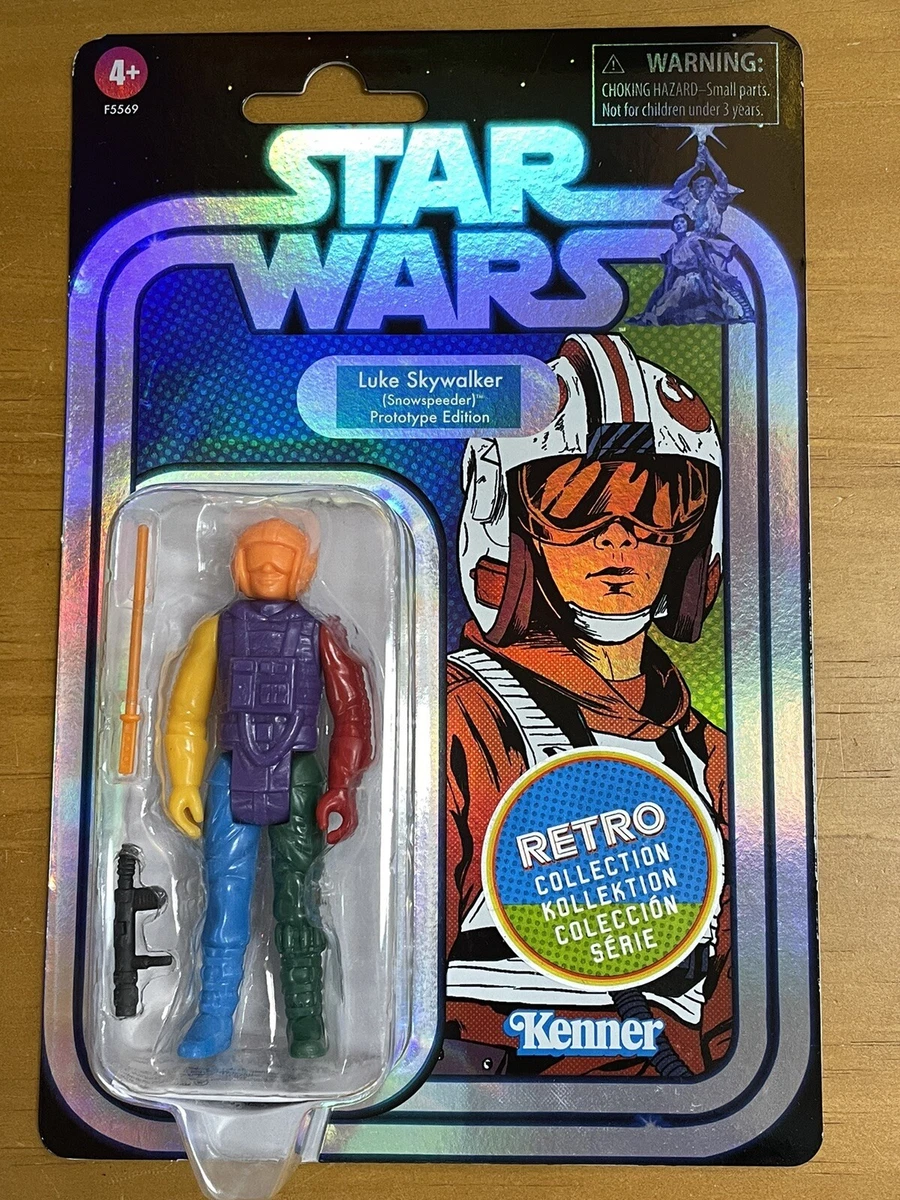 4+
F5569
⚠ WARNING:
CHOKING HAZARD–Small parts.
Not for children under 3 years.
STAR
WARS™
Luke Skywalker
(Snowspeeder)™
Prototype Edition
RETRO
COLLECTION
KOLLEKTION
COLECCIÓN
SÉRIE
Kenner